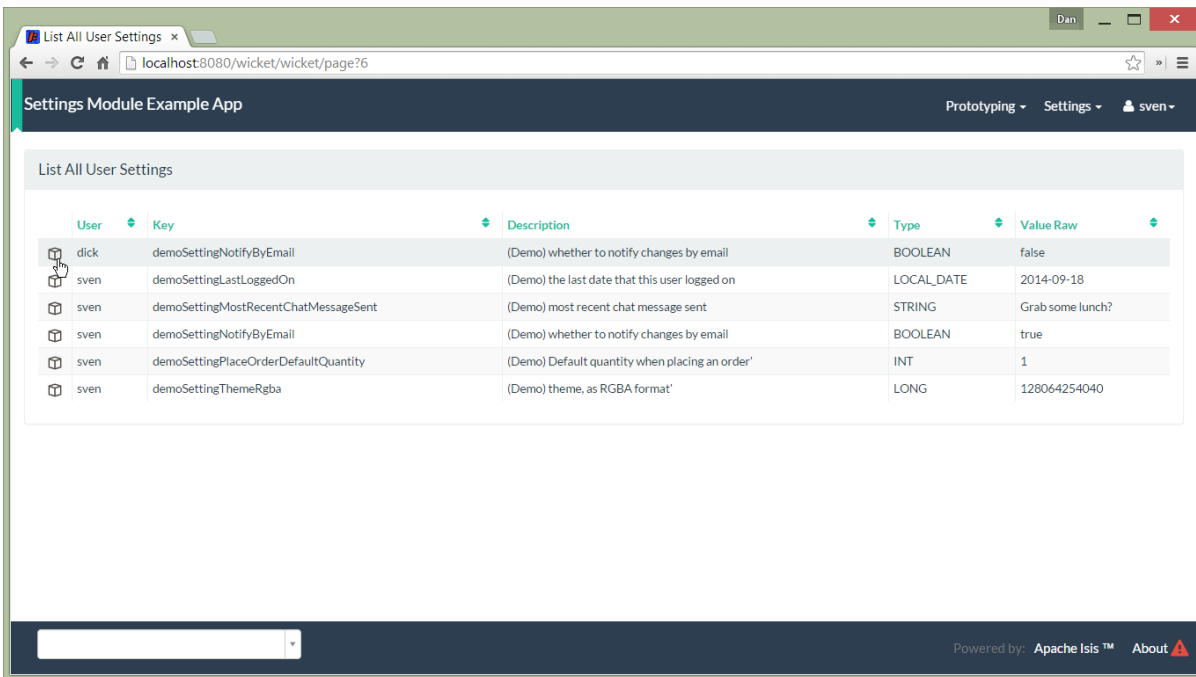 Dan
List All User Settings ×
localhost:8080/wicket/wicket/page?6
Settings Module Example App Prototyping Settings sven
List All User Settings
User Key Description Type Value Raw
dick demoSettingNotifyByEmail (Demo) whether to notify changes by email BOOLEAN false
sven demoSettingLastLoggedOn (Demo) the last date that this user logged on LOCAL_DATE 2014-09-18
sven demoSettingMostRecentChatMessageSent (Demo) most recent chat message sent STRING Grab some lunch?
sven demoSettingNotifyByEmail (Demo) whether to notify changes by email BOOLEAN true
sven demoSettingPlaceOrderDefaultQuantity (Demo) Default quantity when placing an order' INT 1
sven demoSettingThemeRgba (Demo) theme, as RGBA format' LONG 128064254040
Powered by: Apache Isis ™ About